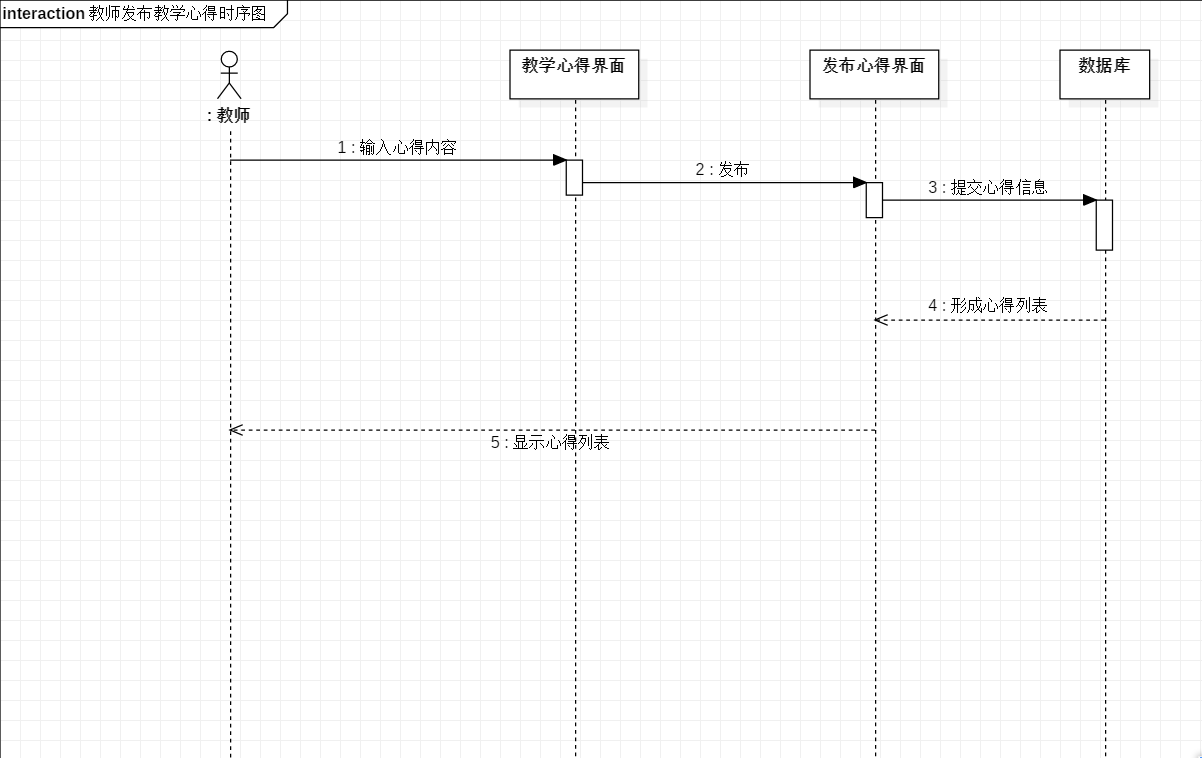 interaction 教师发布教学心得时序图
教学心得界面
发布心得界面
数据库
: 教师
1 : 输入心得内容
2 : 发布
3 : 提交心得信息
4 : 形成心得列表
5 : 显示心得列表